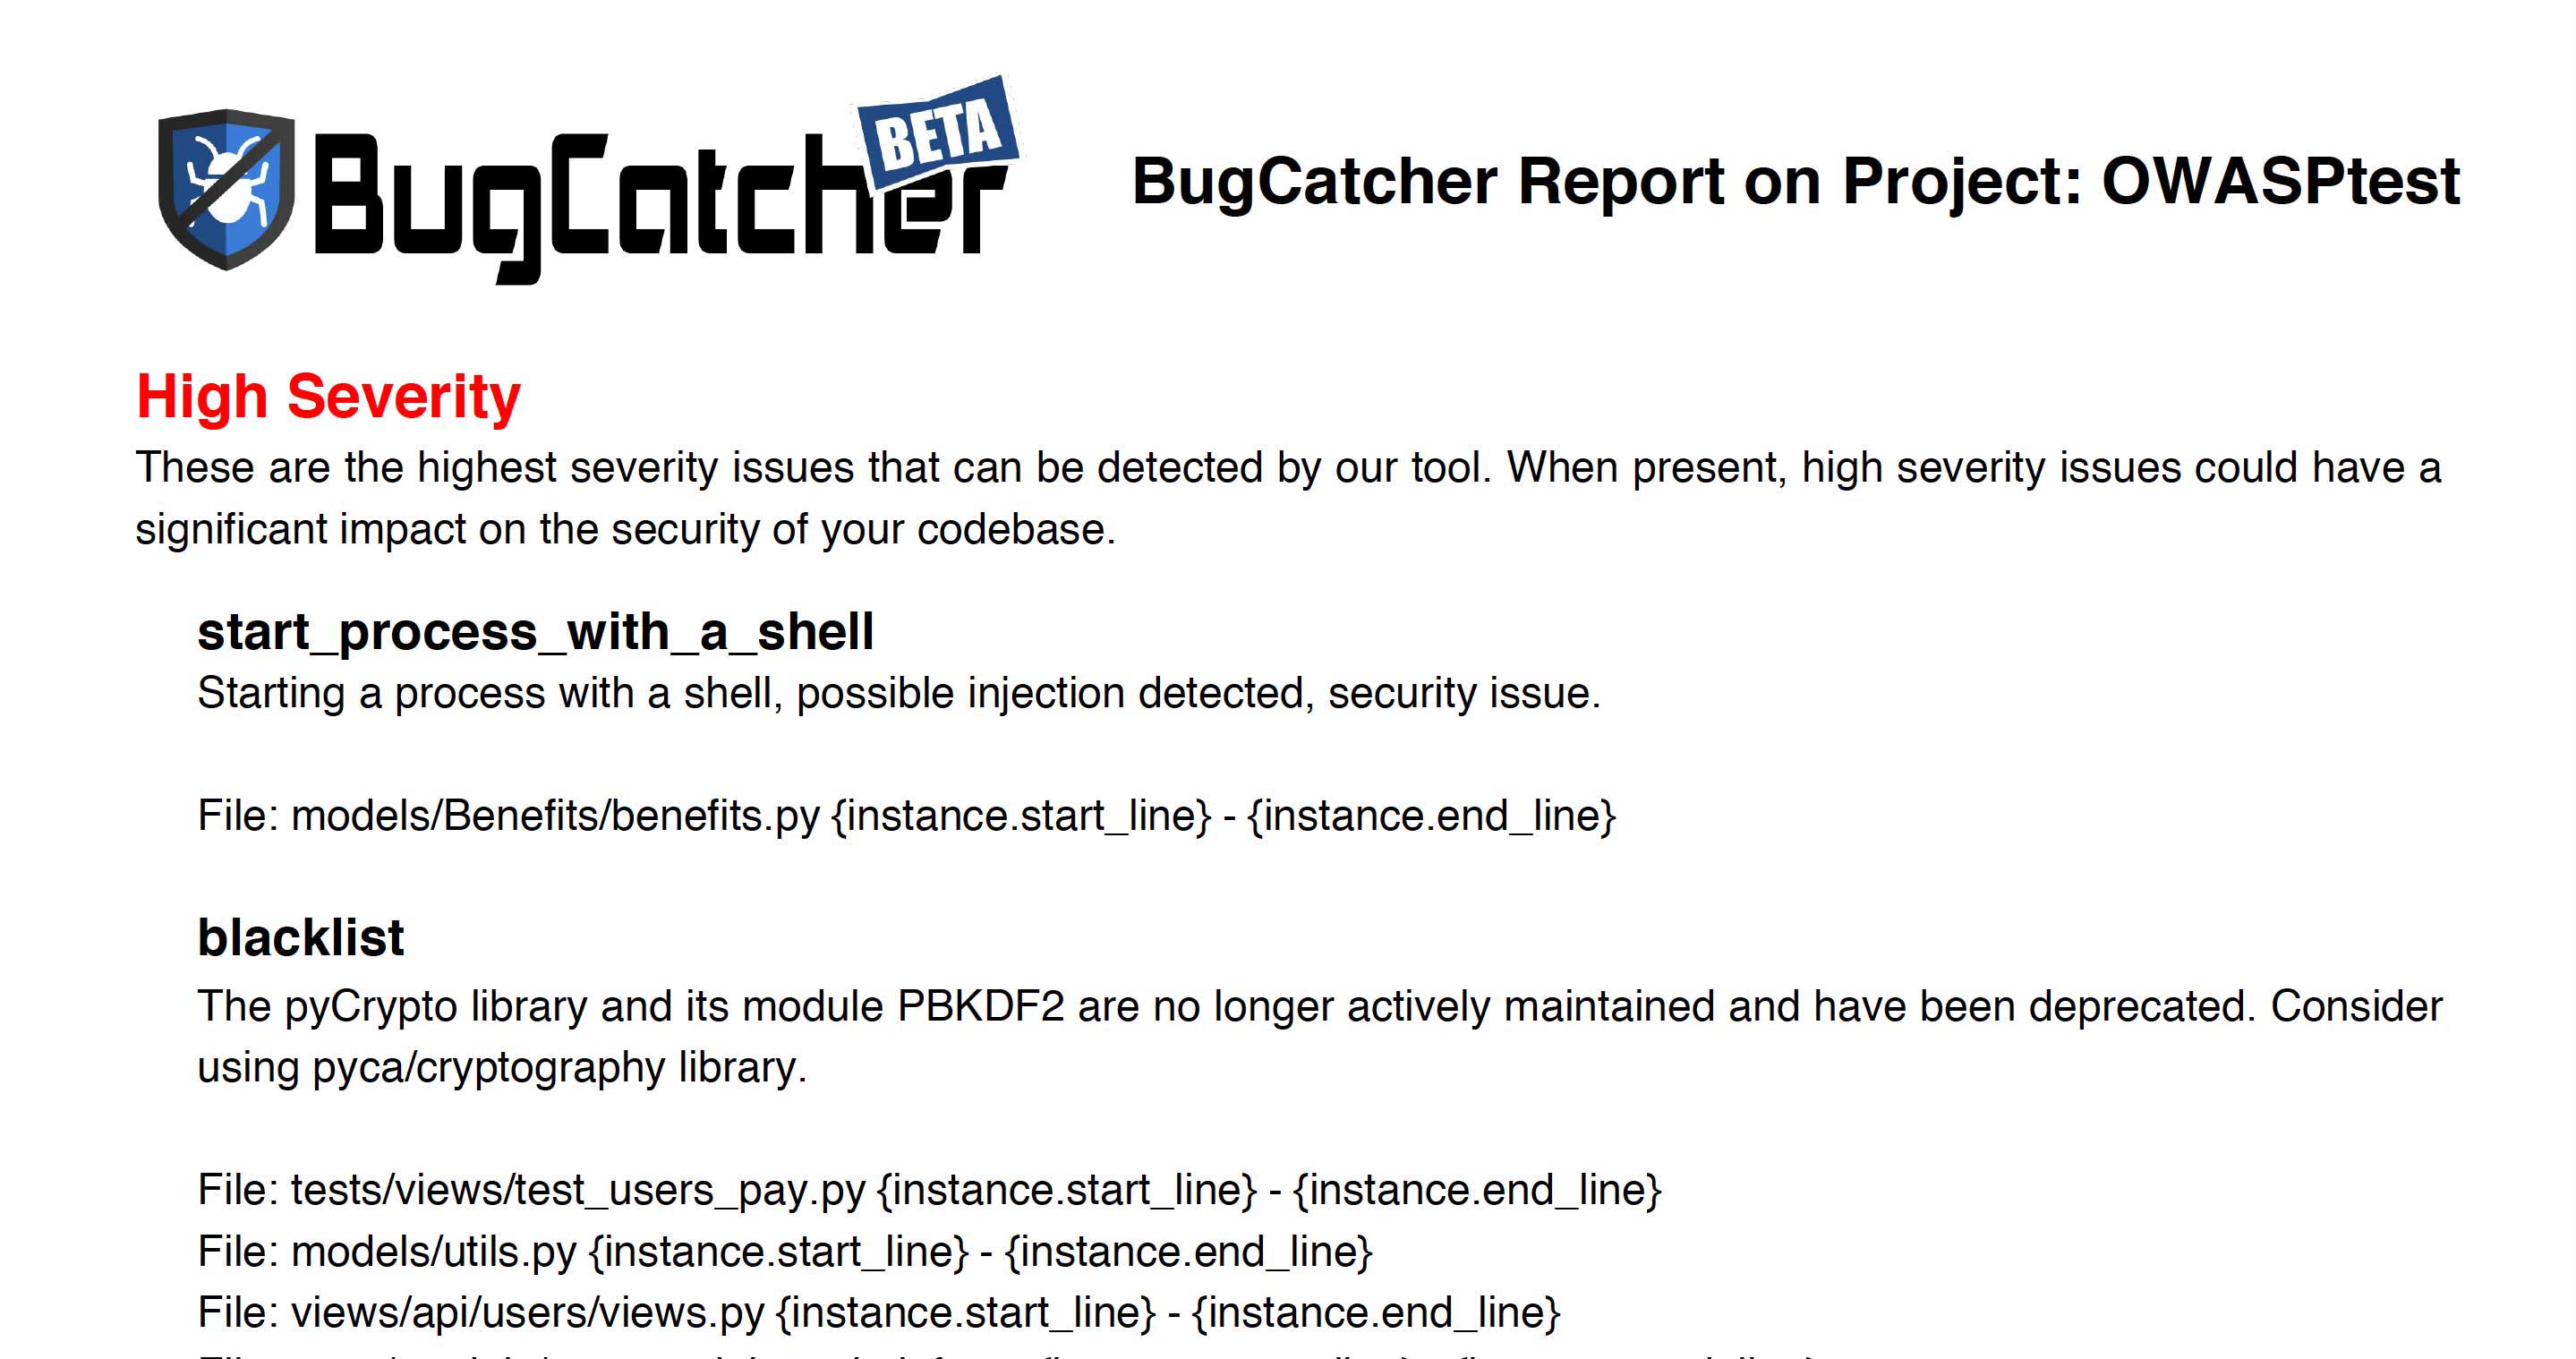 BugCatcher
BETA
BugCatcher Report on Project: OWASPtest
High Severity
These are the highest severity issues that can be detected by our tool. When present, high severity issues could have a
significant impact on the security of your codebase.
start_process_with_a_shell
Starting a process with a shell, possible injection detected, security issue.
File: models/Benefits/benefits.py {instance.start_line} - {instance.end_line}
blacklist
The pyCrypto library and its module PBKDF2 are no longer actively maintained and have been deprecated. Consider
using pyca/cryptography library.
File: tests/views/test_users_pay.py {instance.start_line} - {instance.end_line}
File: models/utils.py {instance.start_line} - {instance.end_line}
File: views/api/users/views.py {instance.start_line} - {instance.end_line}